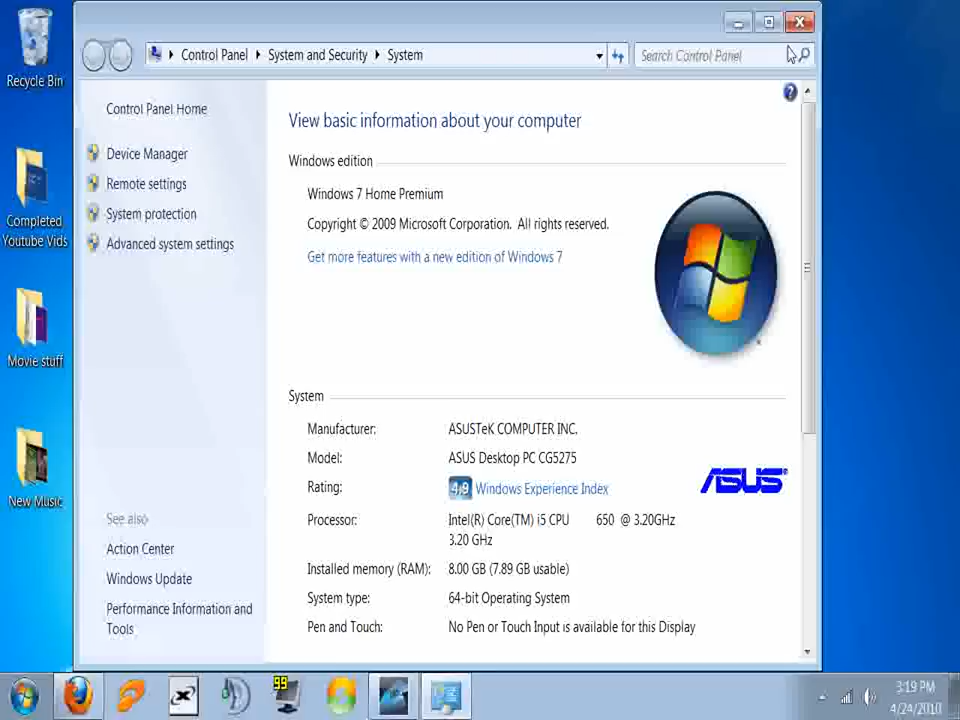 Recycle Bin
Completed
Youtube Vids
Movie stuff
New Music
Control Panel
System and Security
System
Search Control Panel
Control Panel Home
Device Manager
Remote settings
System protection
Advanced system settings
See also
Action Center
Windows Update
Performance Information and
Tools
View basic information about your computer
Windows edition
Windows 7 Home Premium
Copyright © 2009 Microsoft Corporation. All rights reserved.
Get more features with a new edition of Windows 7
System
Manufacturer: ASUSTeK COMPUTER INC.
Model: ASUS Desktop PC CG5275
Rating: 4.9 Windows Experience Index
ASUS
Processor: Intel(R) Core(TM) i5 CPU 650 @ 3.20GHz
3.20 GHz
Installed memory (RAM): 8.00 GB (7.89 GB usable)
System type: 64-bit Operating System
Pen and Touch: No Pen or Touch Input is available for this Display
99
3:19 PM
4/24/2010